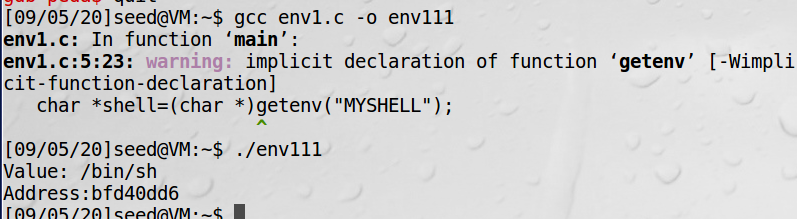 gdb-peda$ quit
[09/05/20]seed@VM:~$ gcc env1.c -o env111
env1.c: In function ‘main’:
env1.c:5:23: warning: implicit declaration of function ‘getenv’ [-Wimpli
cit-function-declaration]
   char *shell=(char *)getenv("MYSHELL");
                       ^
[09/05/20]seed@VM:~$ ./env111
Value: /bin/sh
Address:bfd40dd6
[09/05/20]seed@VM:~$